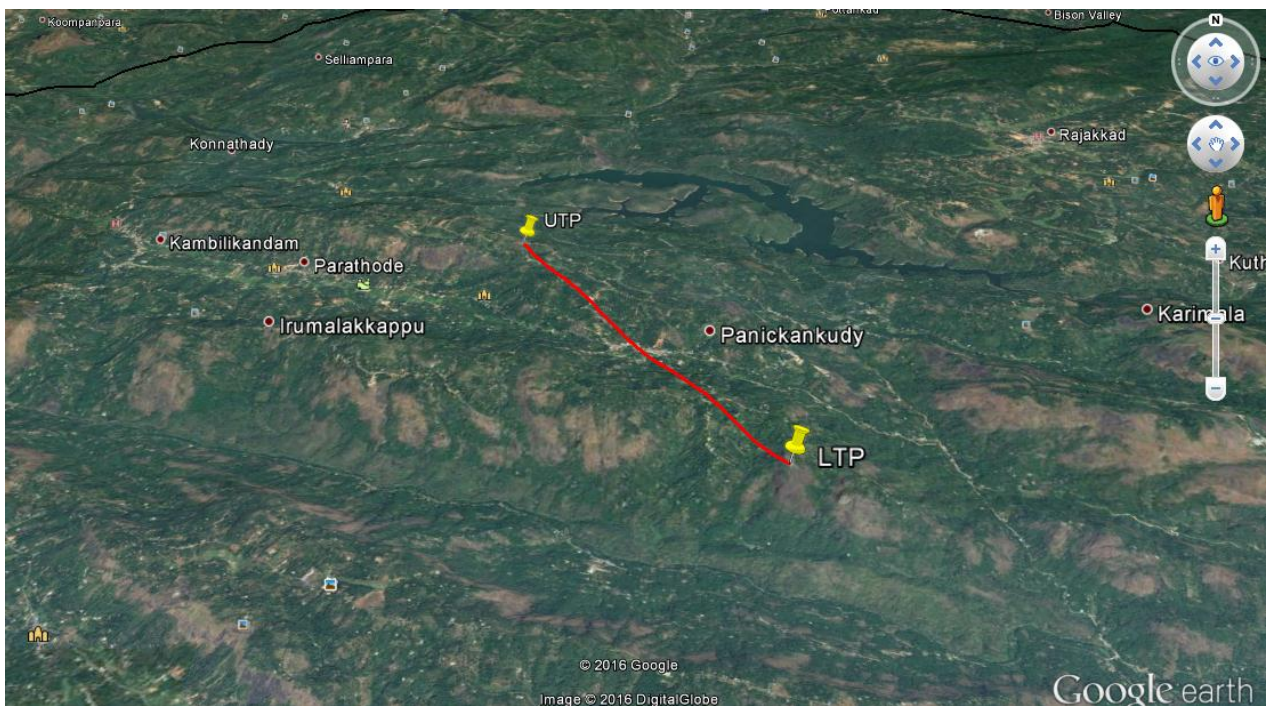 Koompanpara
Bison Valley
N
Selliampara
Konnathady
Rajakkad
UTP
Kambilikandam
Parathode
Kuth
Karimala
Irumalakkappu
Panickankudy
LTP
© 2016 Google
Image © 2016 DigitalGlobe
Google earth